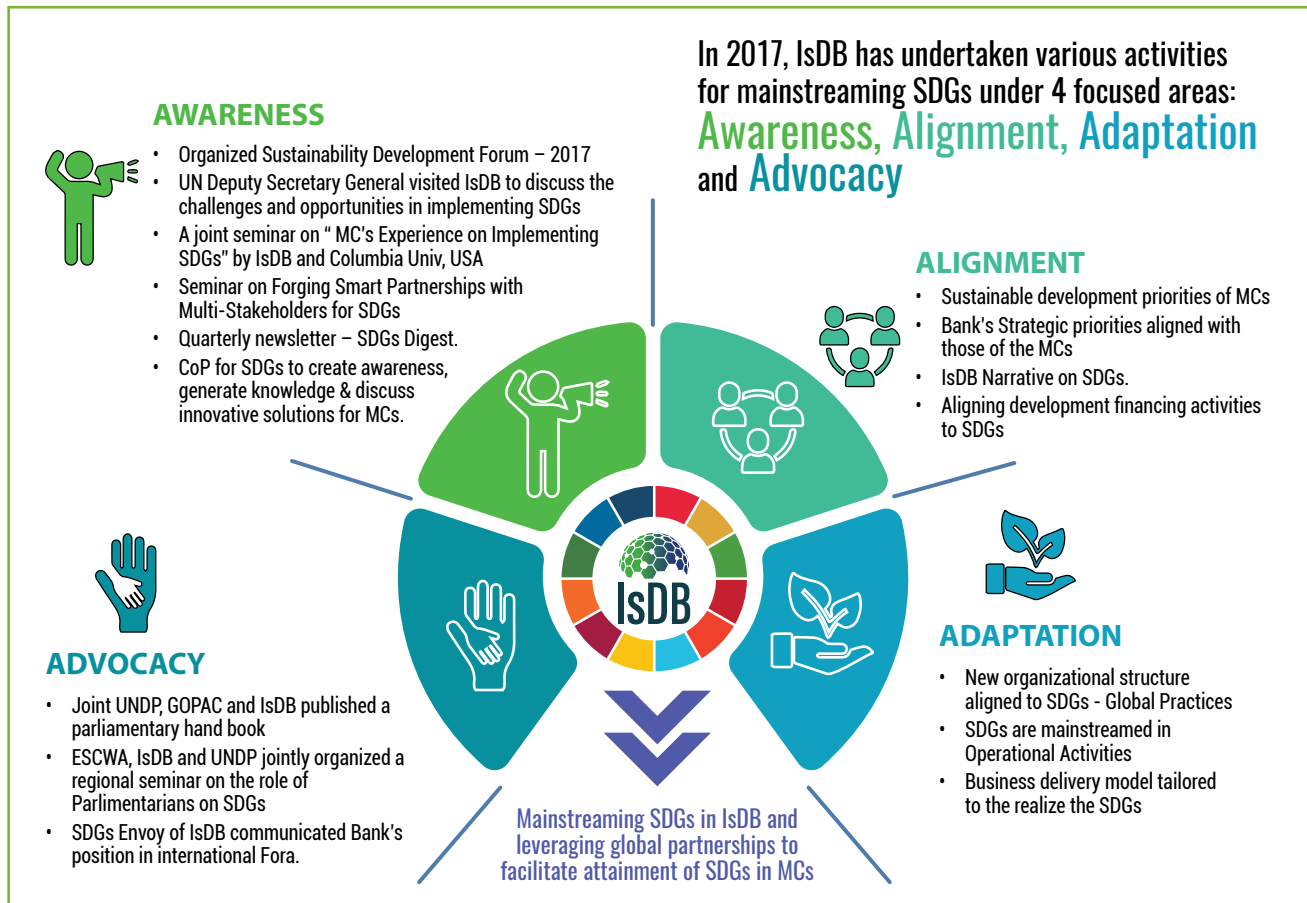 In 2017, IsDB has undertaken various activities
for mainstreaming SDGs under 4 focused areas:
Awareness, Alignment, Adaptation
and Advocacy
AWARENESS
• Organized Sustainability Development Forum – 2017
• UN Deputy Secretary General visited IsDB to discuss the
challenges and opportunities in implementing SDGs
• A joint seminar on “ MC's Experience on Implementing
SDGs” by IsDB and Columbia Univ, USA
• Seminar on Forging Smart Partnerships with
Multi-Stakeholders for SDGs
• Quarterly newsletter – SDGs Digest.
• CoP for SDGs to create awareness,
generate knowledge & discuss
innovative solutions for MCs.
ALIGNMENT
• Sustainable development priorities of MCs
• Bank's Strategic priorities aligned with
those of the MCs
• IsDB Narrative on SDGs.
• Aligning development financing activities
to SDGs
IsDB
ADVOCACY
• Joint UNDP, GOPAC and IsDB published a
parliamentary hand book
• ESCWA, IsDB and UNDP jointly organized a
regional seminar on the role of
Parlimentarians on SDGs
• SDGs Envoy of IsDB communicated Bank's
position in international Fora.
ADAPTATION
• New organizational structure
aligned to SDGs - Global Practices
• SDGs are mainstreamed in
Operational Activities
• Business delivery model tailored
to the realize the SDGs
Mainstreaming SDGs in IsDB and
leveraging global partnerships to
facilitate attainment of SDGs in MCs